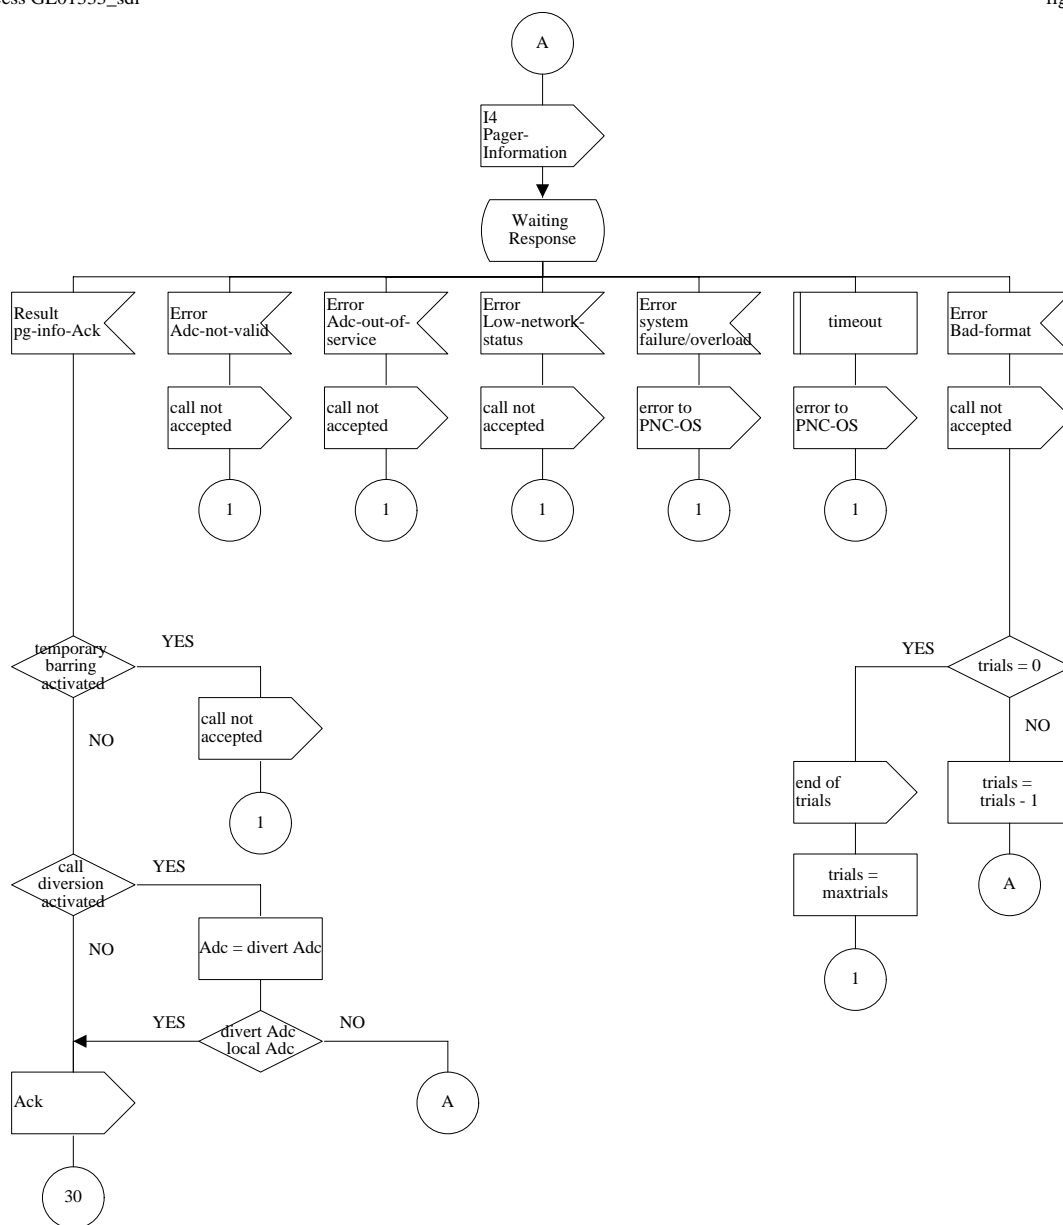 A
I4
Pager-
Information
Waiting
Response
Result
pg-info-Ack
Error
Adc-not-valid
Error
Adc-out-of-
service
Error
Low-network-
status
Error
system
failure/overload
timeout
Error
Bad-format
call not
accepted
call not
accepted
call not
accepted
error to
PNC-OS
error to
PNC-OS
call not
accepted
1
1
1
1
1
temporary
barring
activated
YES
NO
call not
accepted
1
YES
trials = 0
NO
end of
trials
trials =
trials - 1
trials =
maxtrials
A
1
call
diversion
activated
YES
NO
Adc = divert Adc
YES
divert Adc
local Adc
NO
Ack
A
30